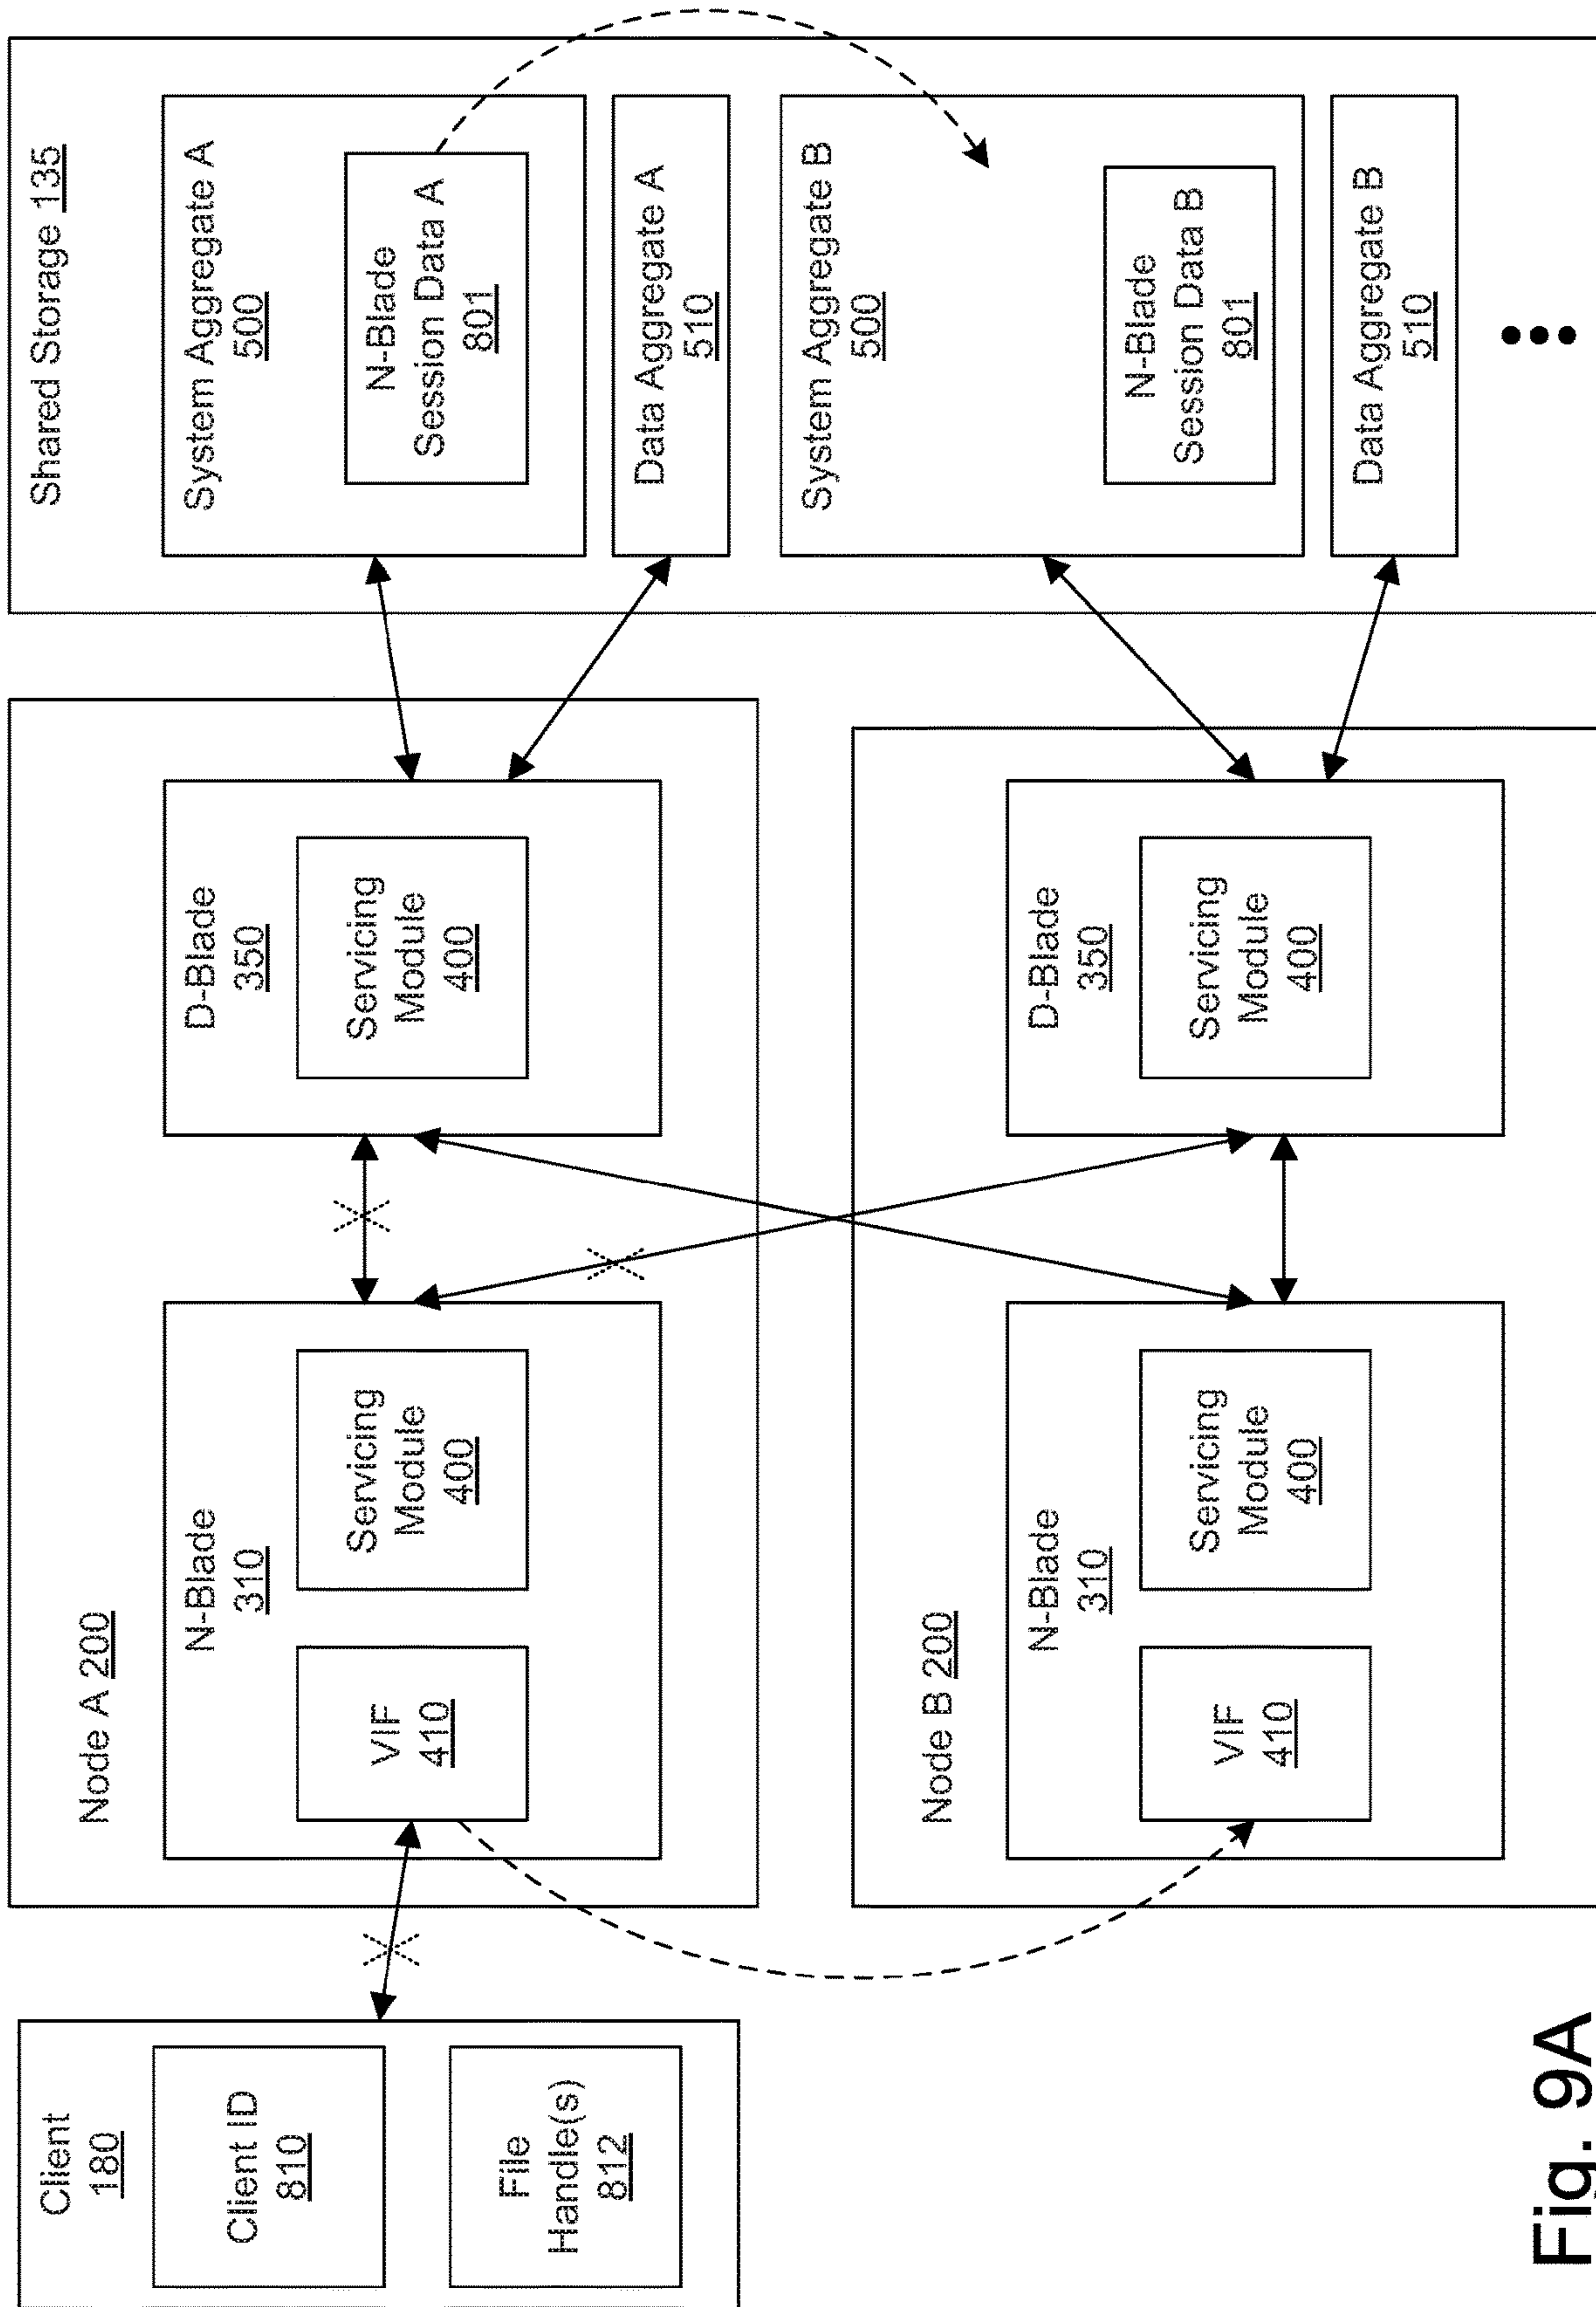 Client
180
Client ID
810
File
Handle(s)
812
Node A 200
N-Blade
310
VIF
410
Servicing
Module
400
D-Blade
350
Servicing
Module
400
Node B 200
N-Blade
310
VIF
410
Servicing
Module
400
D-Blade
350
Servicing
Module
400
Shared Storage 135
System Aggregate A
500
N-Blade
Session Data A
801
Data Aggregate A
510
System Aggregate B
500
N-Blade
Session Data B
801
Data Aggregate B
510
Fig. 9A